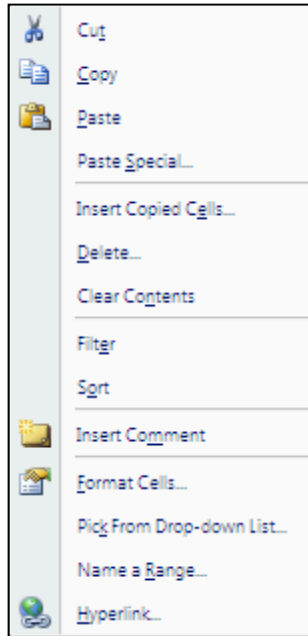 Cut
Copy
Paste
Paste Special...
Insert Copied Cells...
Delete...
Clear Contents
Filter
Sort
Insert Comment
Format Cells...
Pick From Drop-down List...
Name a Range...
Hyperlink...